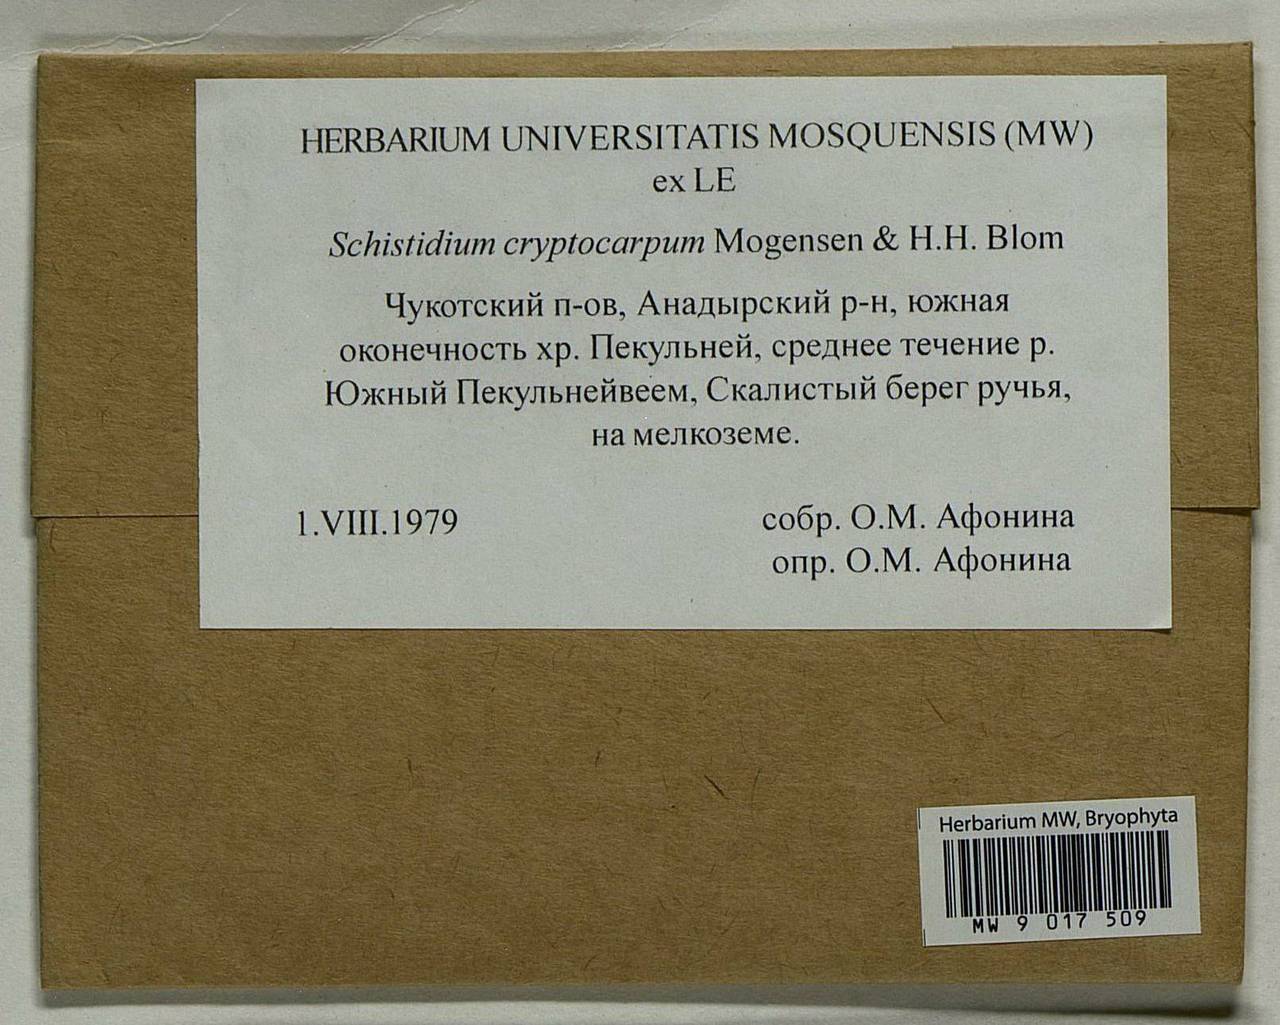 HERBARIUM UNIVERSITATIS MOSQUENSIS (MW)
ex LE
Schistidium cryptocarpum Mogensen & H.H. Blom
Чукотский п-ов, Анадырский р-н, южная
оконечность хр. Пекульней, среднее течение р.
Южный Пекульнейвеем, Скалистый берег ручья,
на мелкоземе.
1.VIII.1979
собр. О.М. Афонина
опр. О.М. Афонина
Herbarium MW, Bryophyta
MW 9 017 509